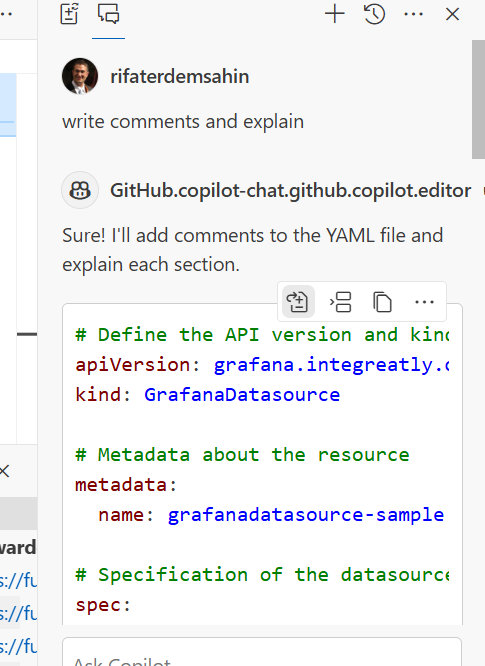 rifaterdemsahin
write comments and explain
GitHub.copilot-chat.github.copilot.editor
Sure! I'll add comments to the YAML file and
explain each section.
# Define the API version and kind
apiVersion: grafana.integreatly.o
kind: GrafanaDatasource
# Metadata about the resource
metadata:
name: grafanadatasource-sample
# Specification of the datasource
spec:
ward
s://fu
s://fu
s://fu
Ask Copilot